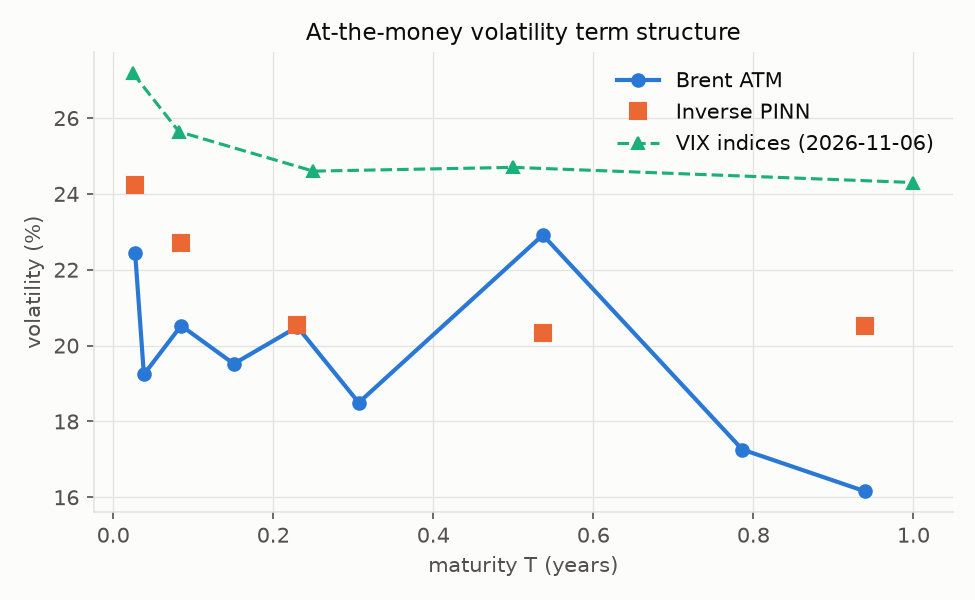 At-the-money volatility term structure
Brent ATM
Inverse PINN
VIX indices (2026-11-06)
volatility (%)
26
24
22
20
18
16
0.0 0.2 0.4 0.6 0.8 1.0
maturity T (years)